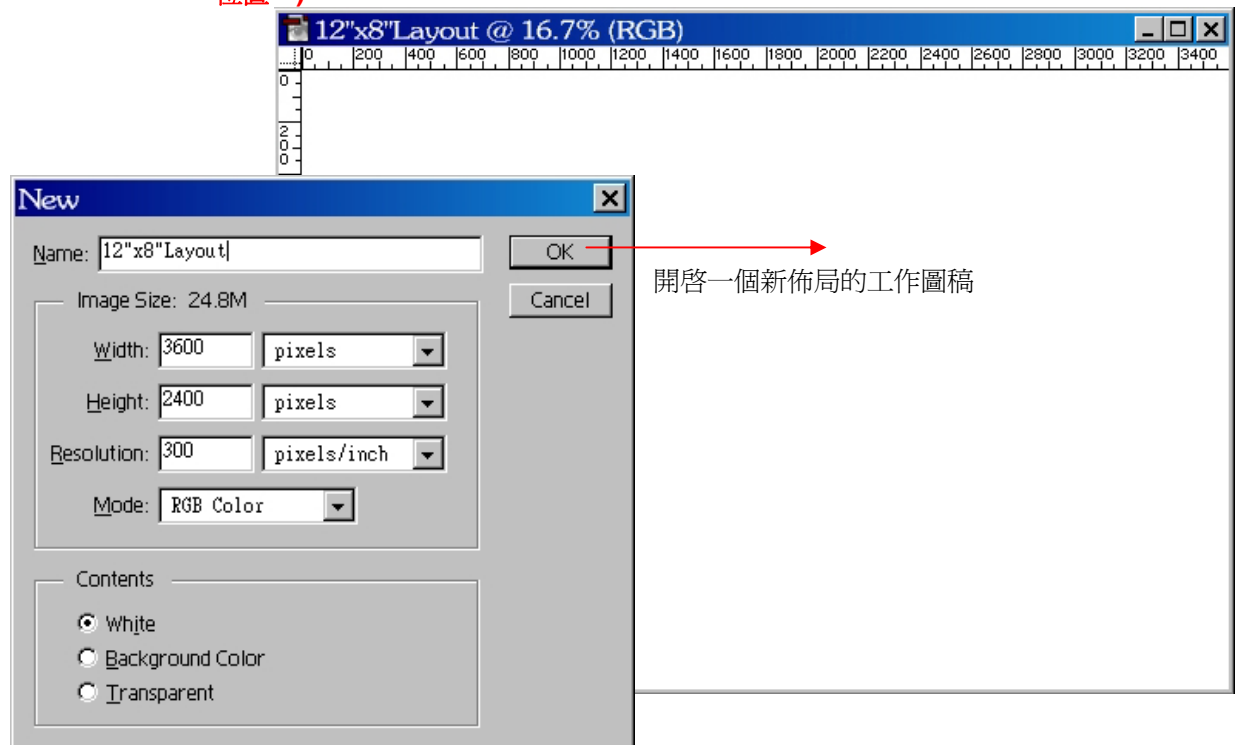 12"x8"Layout @ 16.7% (RGB)
0 200 400 600 800 1000 1200 1400 1600 1800 2000 2200 2400 2600 2800 3000 3200 3400
0
200
New
Name: 12"x8"Layout
OK
Cancel
開啓一個新佈局的工作圖稿
Image Size: 24.8M
Width: 3600 pixels
Height: 2400 pixels
Resolution: 300 pixels/inch
Mode: RGB Color
Contents
White
Background Color
Transparent